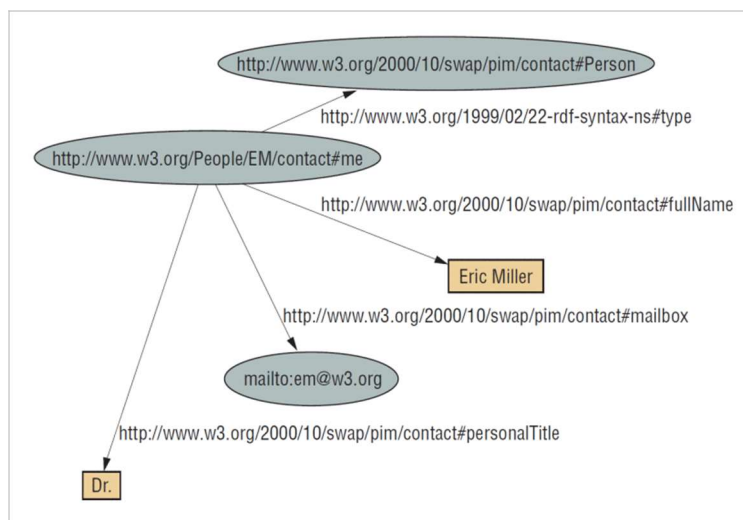 http://www.w3.org/2000/10/swap/pim/contact#Person
http://www.w3.org/1999/02/22-rdf-syntax-ns#type
http://www.w3.org/People/EM/contact#me
http://www.w3.org/2000/10/swap/pim/contact#fullName
Eric Miller
http://www.w3.org/2000/10/swap/pim/contact#mailbox
mailto:em@w3.org
http://www.w3.org/2000/10/swap/pim/contact#personalTitle
Dr.